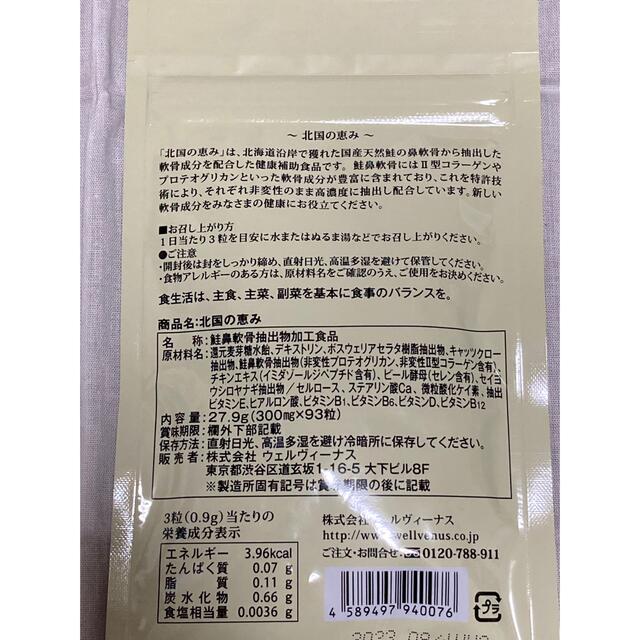 ～ 北国の恵み ～
「北国の恵み」は、北海道沿岸で獲れた国産天然鮭の鼻軟骨から抽出した
軟骨成分を配合した健康補助食品です。 鮭鼻軟骨にはⅡ型コラーゲンや
プロテオグリカンといった軟骨成分が豊富に含まれており、これを特許技
術により、それぞれ非変性のまま高濃度に抽出し配合しています。新しい
軟骨成分をみなさまの健康にお役立てください。
■お召し上がり方
1日当たり3粒を目安に水またはぬるま湯などでお召し上がりください。
●ご注意
・開封後は封をしっかり締め、直射日光、高温多湿を避けて保管してください。
・食物アレルギーのある方は、原材料名をご確認のうえ、ご使用をお決めください。
食生活は、主食、主菜、副菜を基本に食事のバランスを。
商品名:北国の恵み
名 称:鮭鼻軟骨抽出物加工食品
原材料名:還元麦芽糖水飴、デキストリン、ボスウェリアセラタ樹脂抽出物、キャッツクロー
抽出物、鮭鼻軟骨抽出物(非変性プロテオグリカン、非変性Ⅱ型コラーゲン含有)、
チキンエキス(イミダゾールジペプチド含有)、ビール酵母(セレン含有)、セイヨ
ウシロヤナギ抽出物／セルロース、ステアリン酸Ca、微粒酸化ケイ素、抽出
ビタミンE、ヒアルロン酸、ビタミンB1、ビタミンB6、ビタミンD、ビタミンB12
内容量:27.9g(300mg×93粒)
賞味期限:欄外下部記載
保存方法:直射日光、高温多湿を避け冷暗所に保存してください。
販売者:株式会社 ウェルヴィーナス
東京都渋谷区道玄坂1-16-5 大下ビル8F
※製造所固有記号は賞味期限の後に記載
3粒(0.9g)当たりの
栄養成分表示
エネルギー 3.96kcal
たんぱく質 0.07 g
脂 質 0.11 g
炭水化物 0.66 g
食塩相当量 0.0036 g
株式会社 ウェルヴィーナス
http://www.wellvenus.co.jp
ご注文・お問合せ 0120-788-911
4 589497 940076
プラ